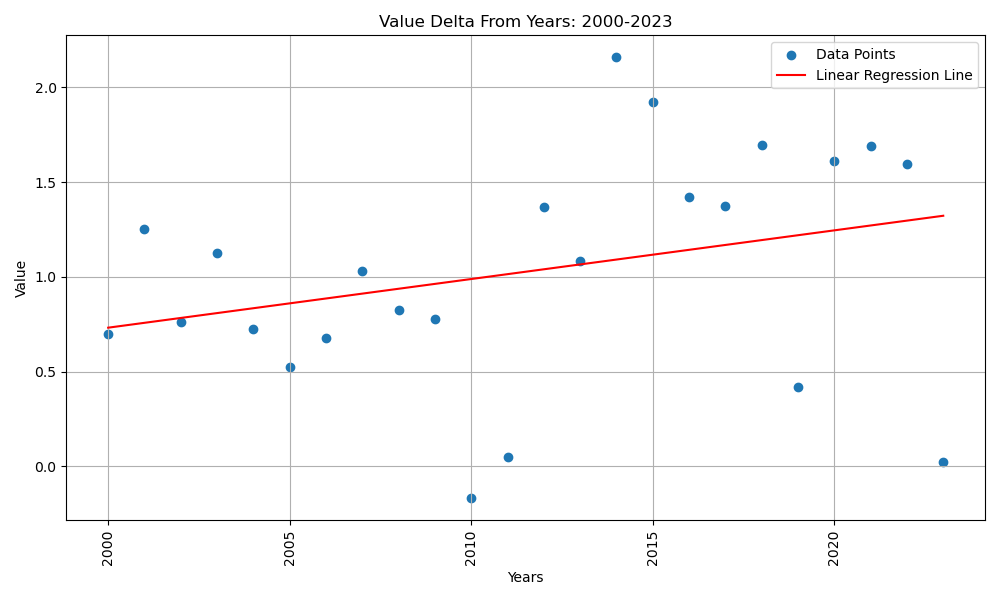 Value Delta From Years: 2000-2023
Data Points
Linear Regression Line
Value
2.0
1.5
1.0
0.5
0.0
2000
2005
2010
2015
2020
Years